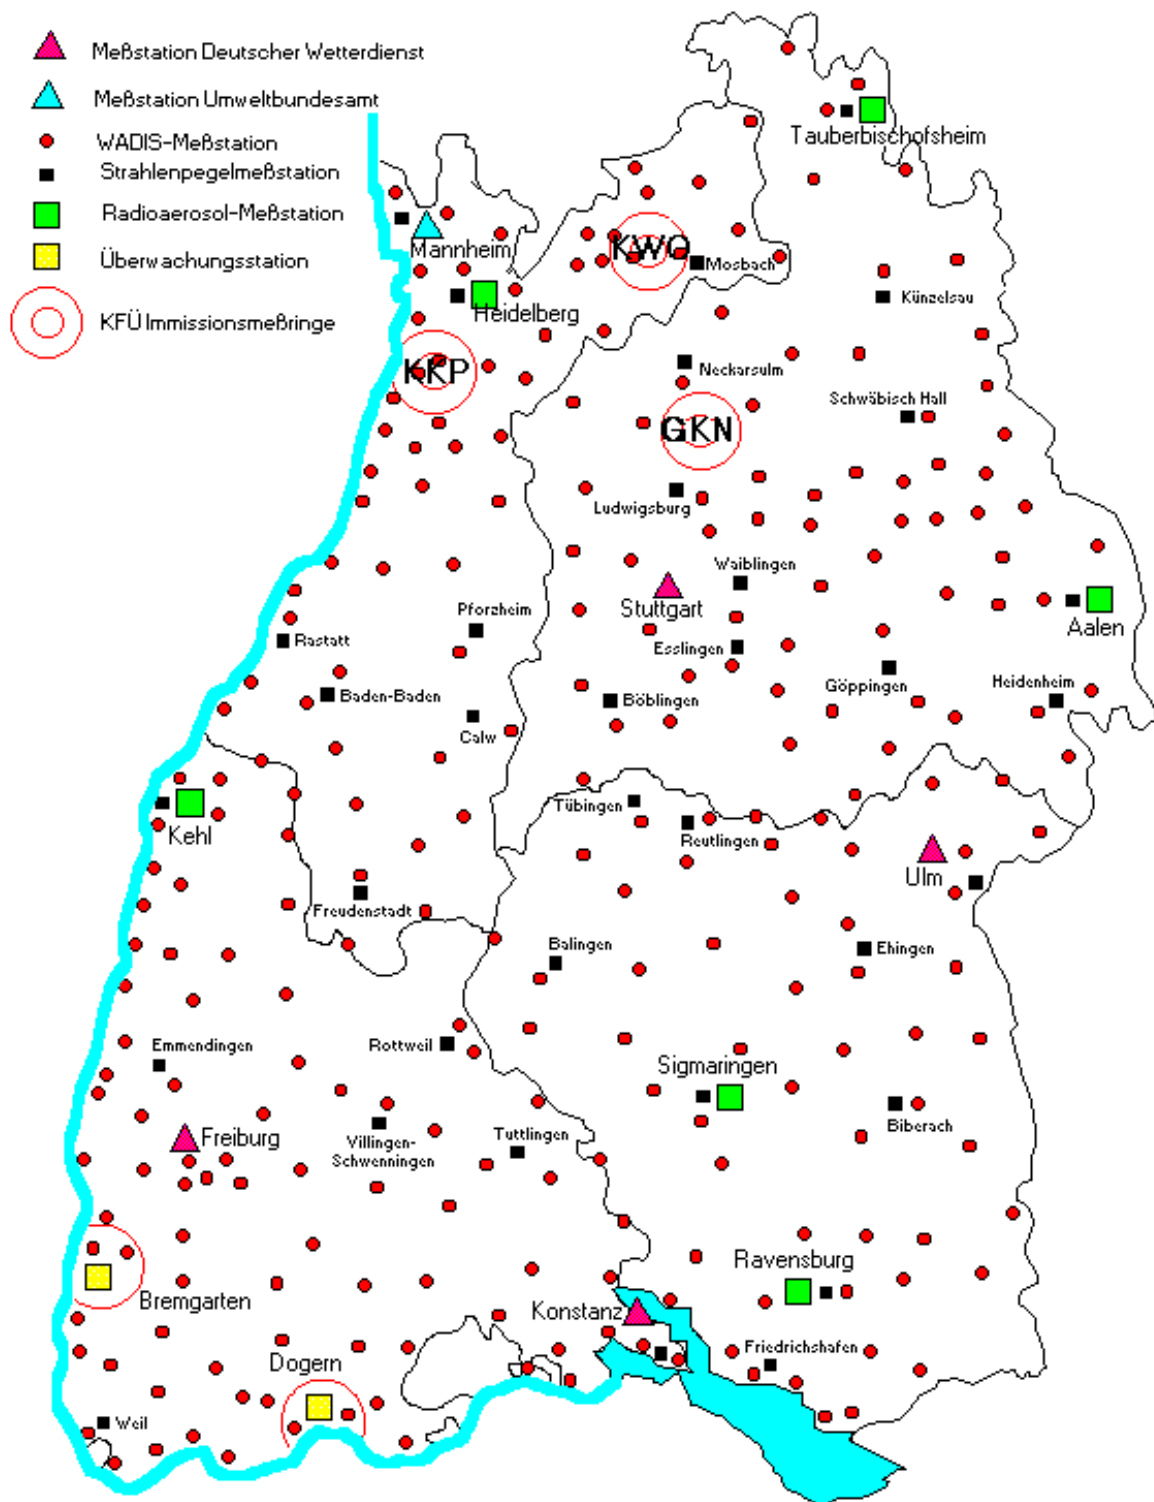 Meßstation Deutscher Wetterdienst
Meßstation Umweltbundesamt
WADIS-Meßstation
Strahlenpegelmeßstation
Radioaerosol-Meßstation
Überwachungsstation
KFÜ Immissionsmeßringe
Tauberbischofsheim
Mannheim
KWO
Mosbach
Heidelberg
Künzelsau
KKP
Neckarsulm
Schwäbisch Hall
GKN
Ludwigsburg
Waiblingen
Stuttgart
Pforzheim
Aalen
Rastatt
Esslingen
Baden-Baden
Böblingen
Göppingen
Heidenheim
Calw
Tübingen
Kehl
Reutlingen
Ulm
Freudenstadt
Balingen
Ehingen
Emmendingen
Rottweil
Sigmaringen
Freiburg
Villingen-
Schwenningen
Tuttlingen
Biberach
Ravensburg
Bremgarten
Konstanz
Dogern
Friedrichshafen
Weil